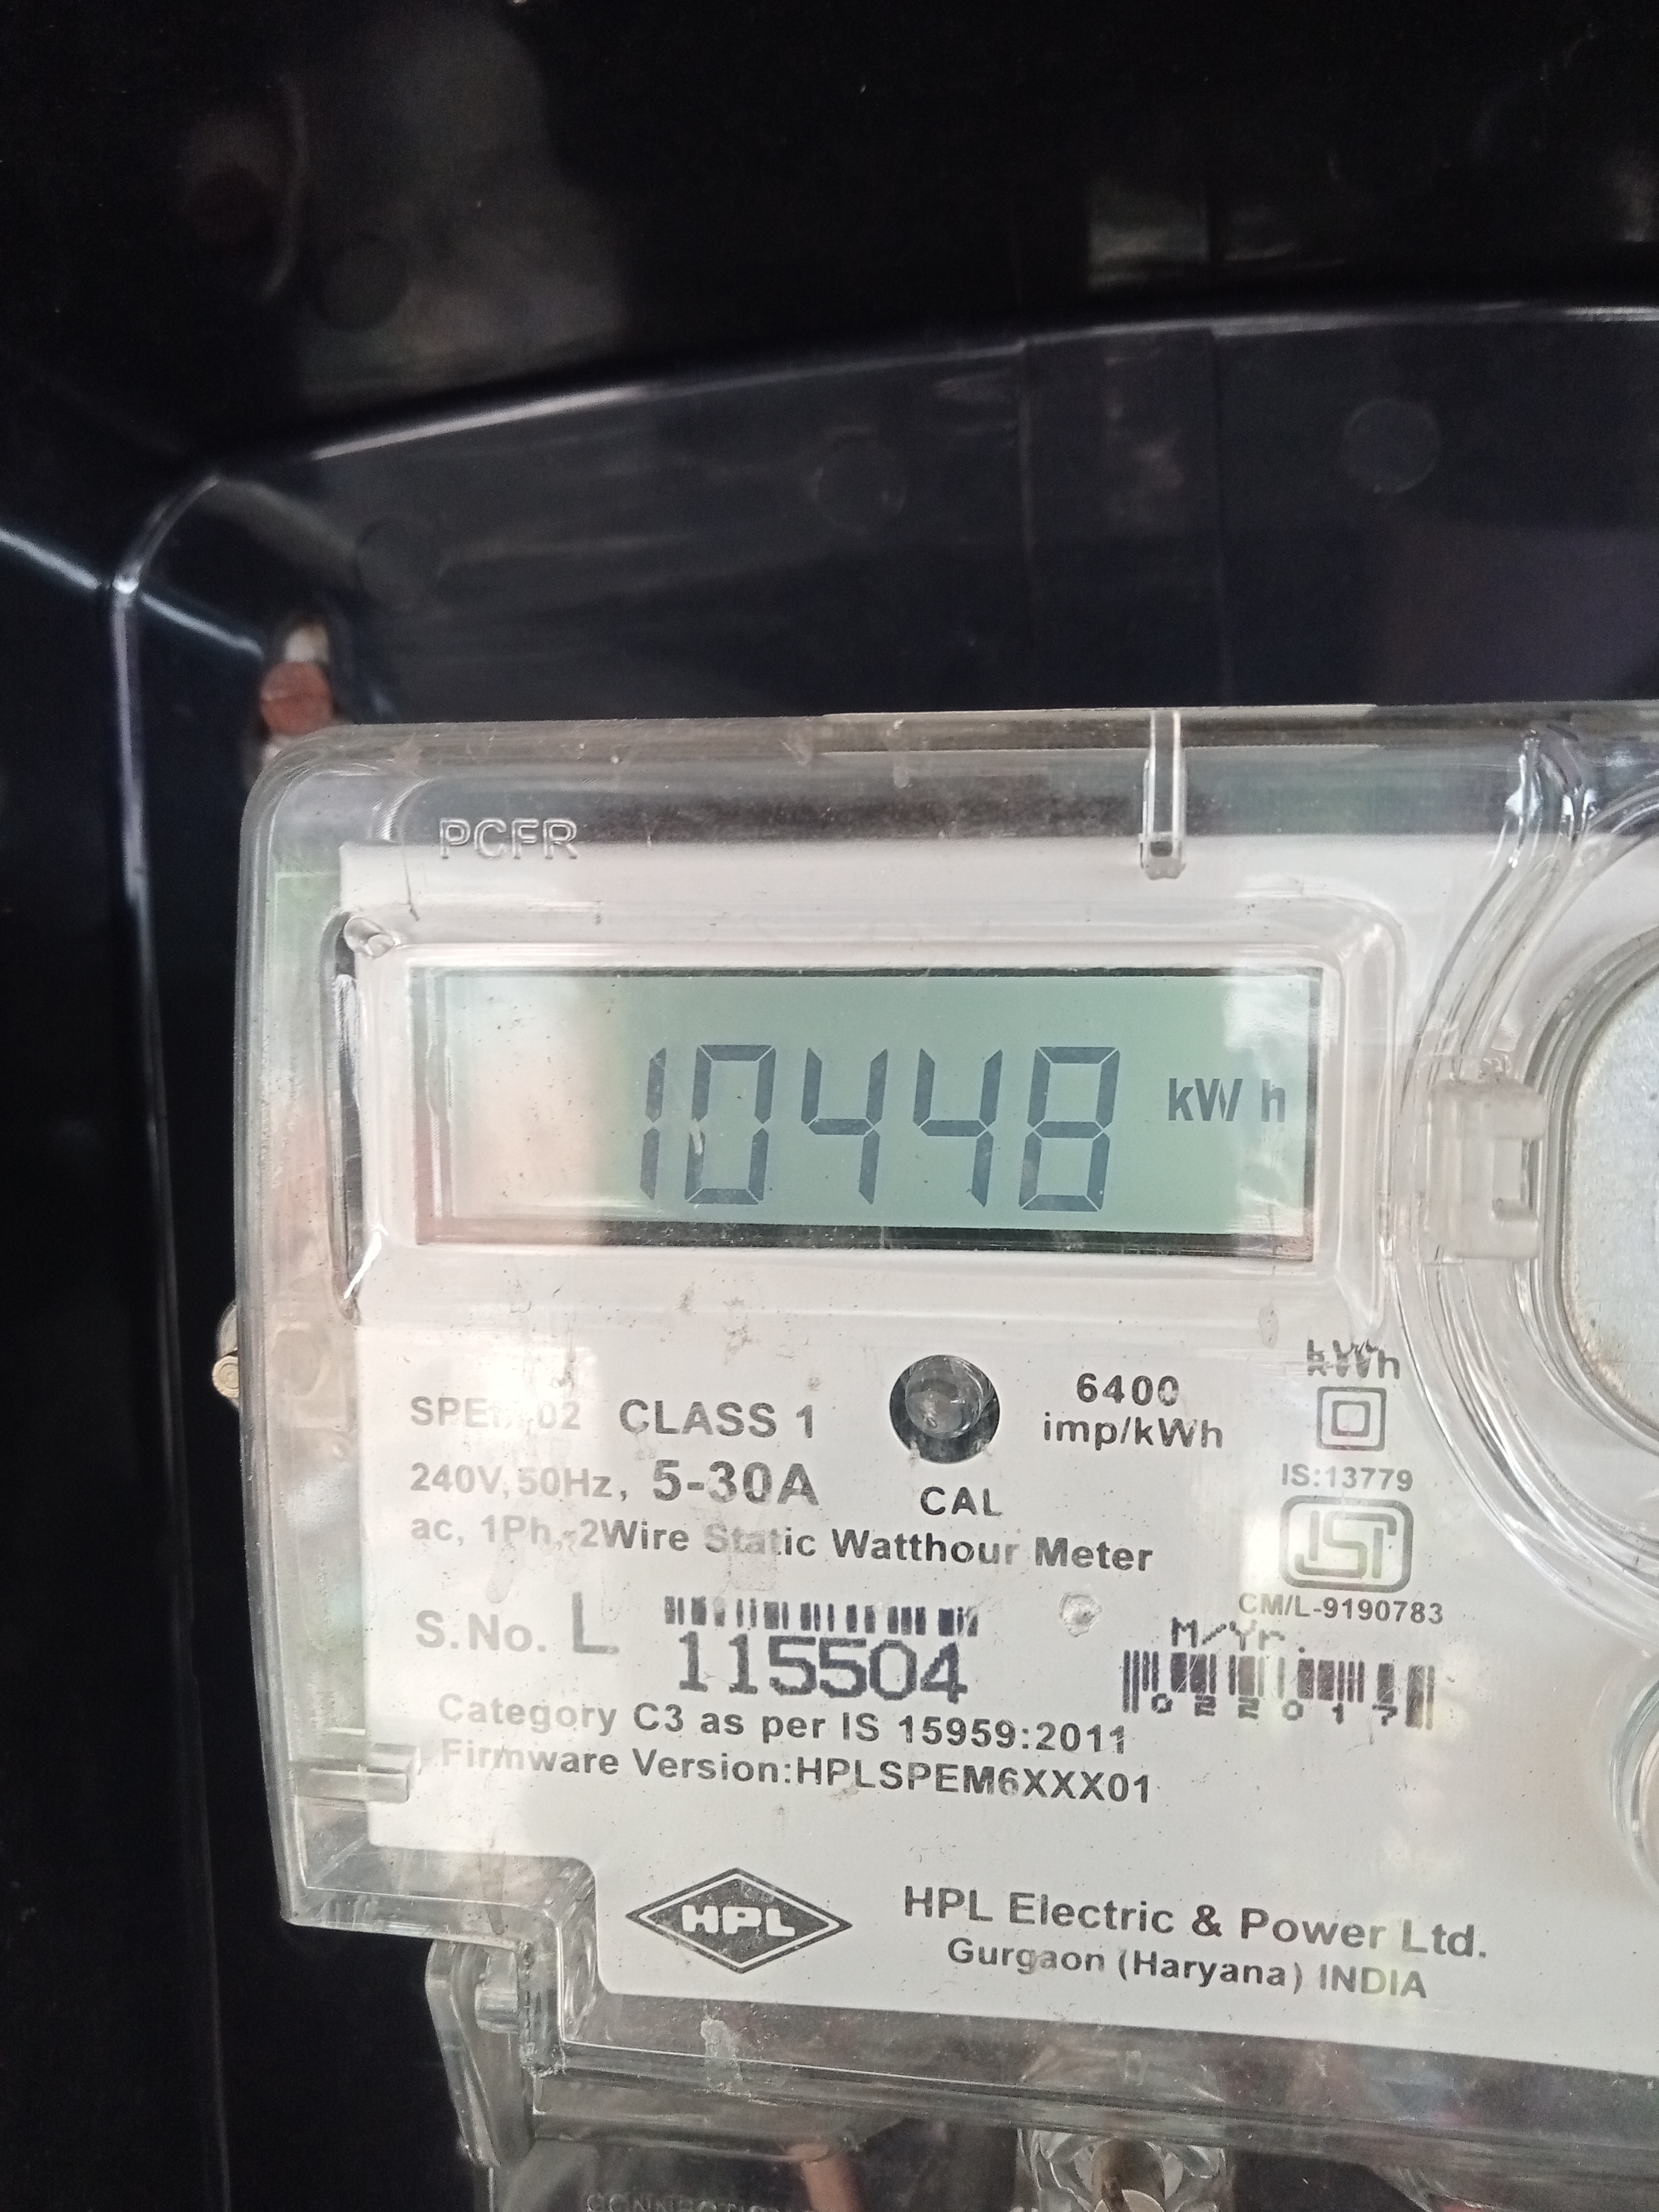 PCFR
10448 kWh
kWh
CLASS 1
6400
imp/kWh
240V, 50Hz, 5-30A
CAL
IS:13779
ac, 1Ph, 2Wire Static Watthour Meter
ISI
CM/L-9190783
S.No. L 115504
M/Yr.
022017
Category C3 as per IS 15959:2011
Firmware Version:HPLSPEM6XXX01
HPL
HPL Electric & Power Ltd.
Gurgaon (Haryana) INDIA